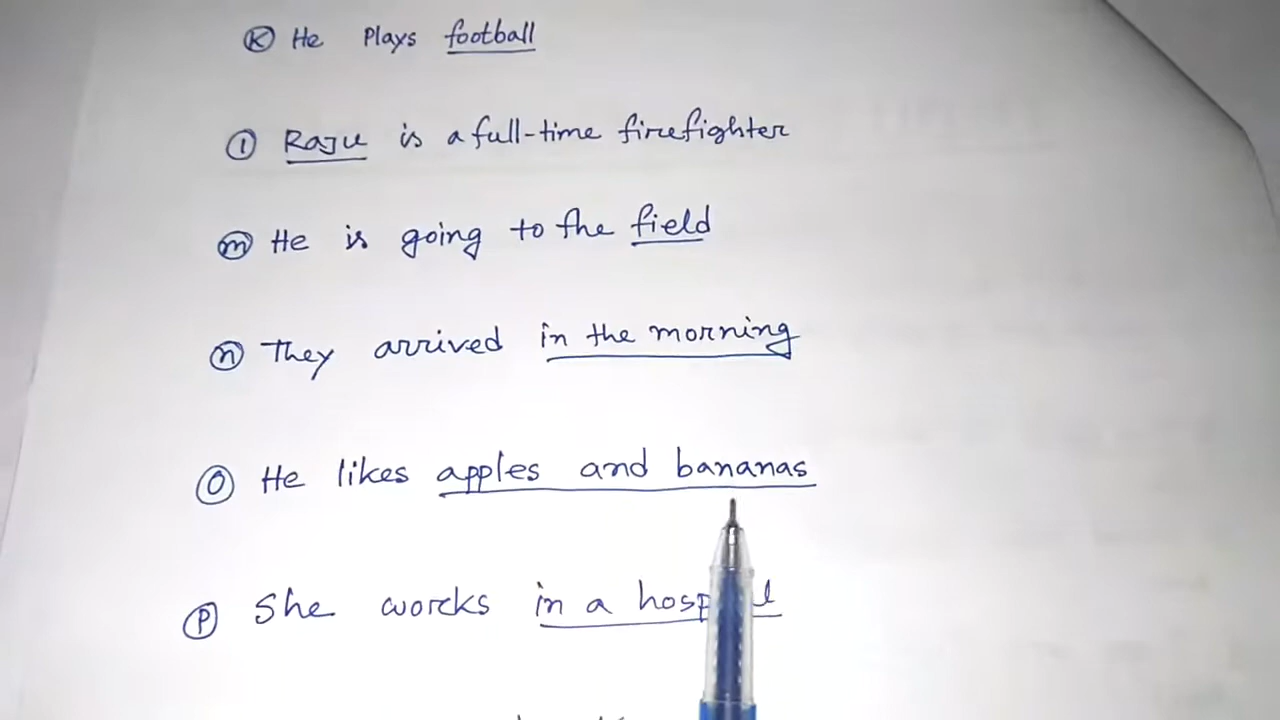 (K) He Plays football
(l) Raju is a full-time firefighter
(m) He is going to the field
(n) They arrived in the morning
(O) He likes apples and bananas
(P) She works in a